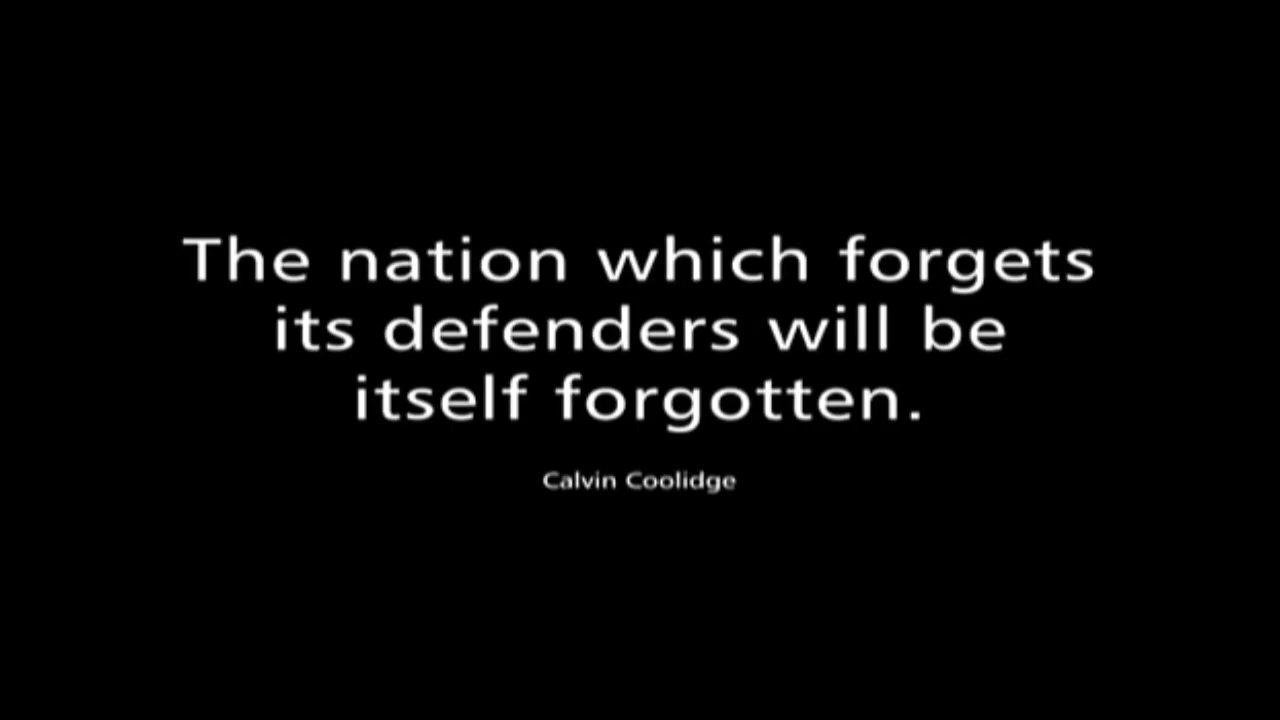 The nation which forgets
its defenders will be
itself forgotten.
Calvin Coolidge